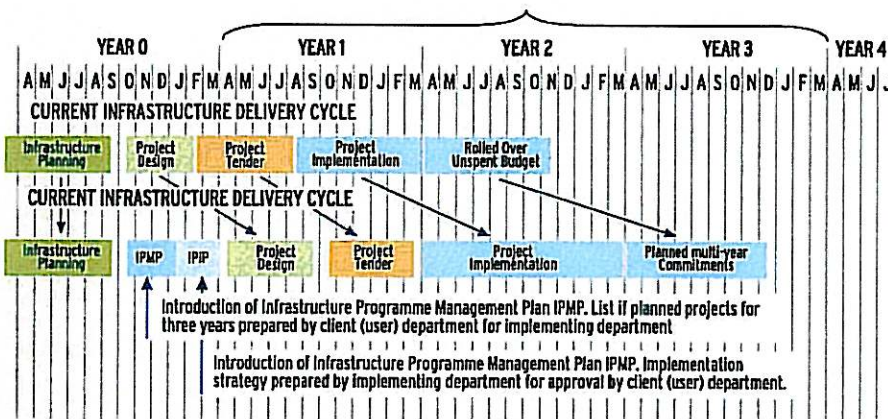 YEAR 0 YEAR 1 YEAR 2 YEAR 3 YEAR 4
A M J J A S O N D J F M A M J J A S O N D J F M A M J J A S O N D J F M A M J J A S O N D J F M A M J J
CURRENT INFRASTRUCTURE DELIVERY CYCLE
Infrastructure Planning
Project Design
Project Tender
Project Implementation
Rolled Over Unspent Budget
CURRENT INFRASTRUCTURE DELIVERY CYCLE
Infrastructure Planning
IPMP
IPIP
Project Design
Project Tender
Project Implementation
Planned multi-year Commitments
Introduction of Infrastructure Programme Management Plan IPMP. List if planned projects for
three years prepared by client (user) department for implementing department
Introduction of Infrastructure Programme Management Plan IPMP. Implementation
strategy prepared by implementing department for approval by client (user) department.